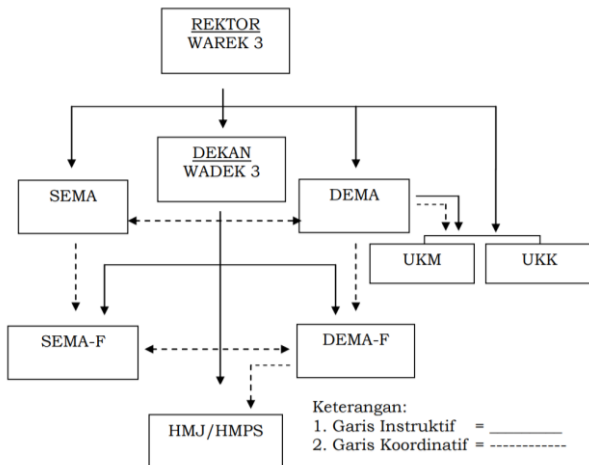 REKTOR
WAREK 3
DEKAN
WADEK 3
SEMA
DEMA
UKM
UKK
SEMA-F
DEMA-F
HMJ/HMPS
Keterangan:
1. Garis Instruktif = __________
2. Garis Koordinatif = -------------